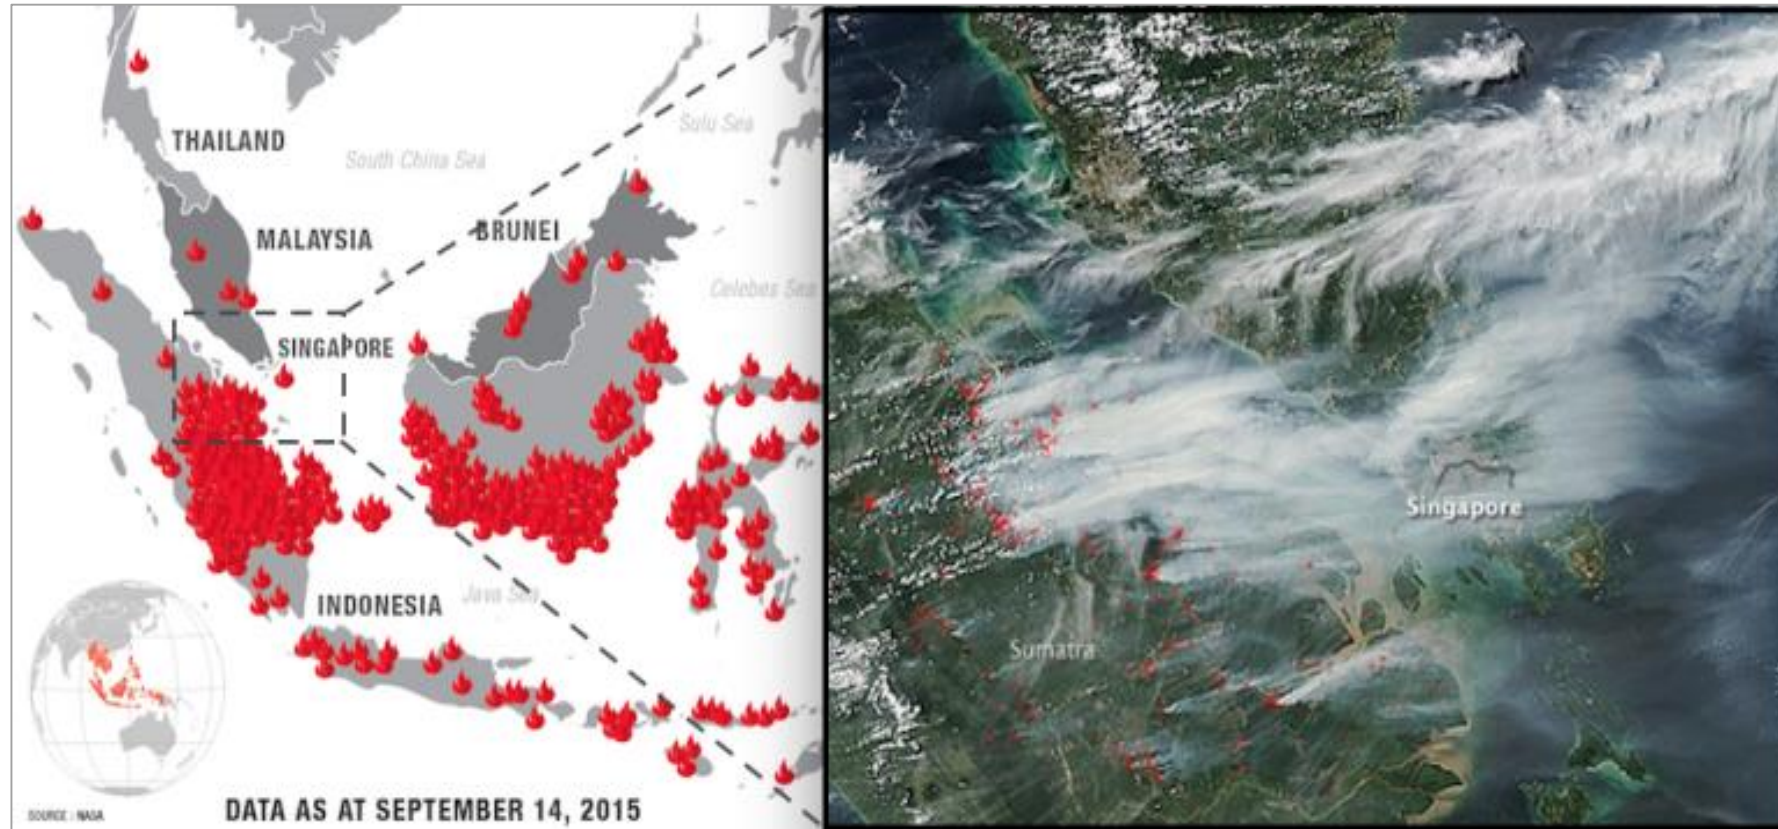 THAILAND
South China Sea
Sulu Sea
MALAYSIA
BRUNEI
Celebes Sea
SINGAPORE
INDONESIA
Java Sea
SOURCE : NASA
DATA AS AT SEPTEMBER 14, 2015
Singapore
Sumatra